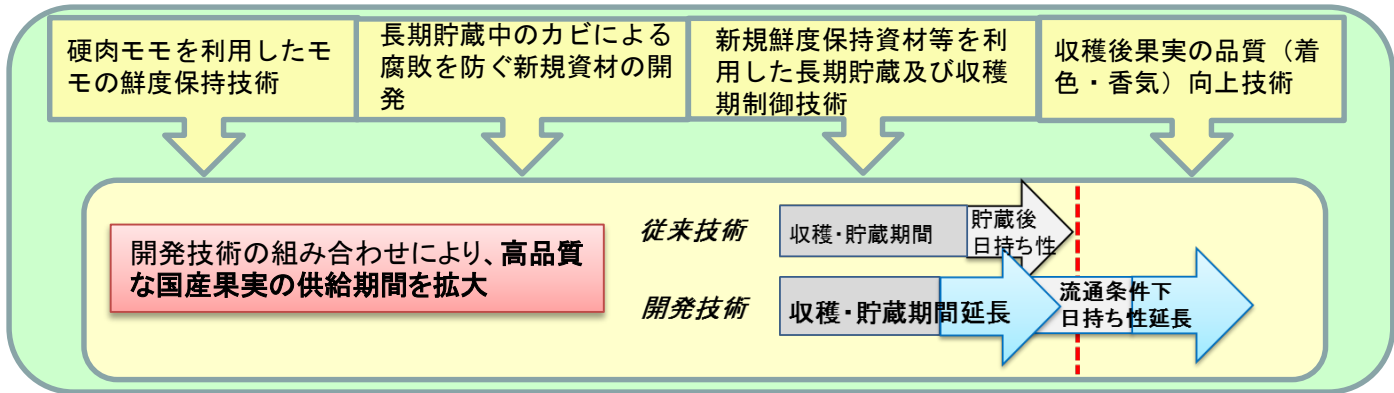 硬肉モモを利用したモ
モの鮮度保持技術
長期貯蔵中のカビによる
腐敗を防ぐ新規資材の開
発
新規鮮度保持資材等を利
用した長期貯蔵及び収穫
期制御技術
収穫後果実の品質（着
色・香気）向上技術
開発技術の組み合わせにより、高品質
な国産果実の供給期間を拡大
従来技術
収穫・貯蔵期間
貯蔵後
日持ち性
開発技術
収穫・貯蔵期間延長
流通条件下
日持ち性延長